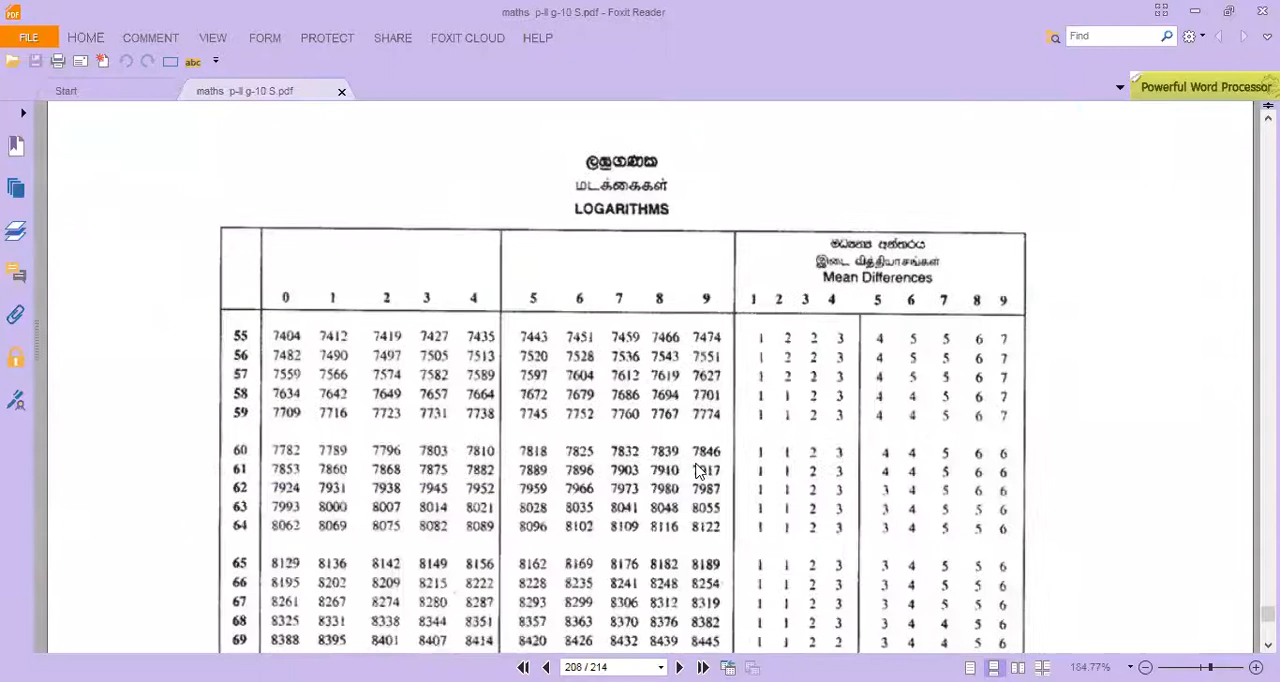 maths p-II g-10 S.pdf - Foxit Reader
FILE HOME COMMENT VIEW FORM PROTECT SHARE FOXIT CLOUD HELP
Find
abc
Start maths p-II g-10 S.pdf
Powerful Word Processor
ලඝුගණක
மடக்கைகள்
LOGARITHMS
මධ්‍යන්‍ය අන්තරය
இடை வித்தியாசங்கள்
Mean Differences
0 1 2 3 4 5 6 7 8 9 1 2 3 4 5 6 7 8 9
55 7404 7412 7419 7427 7435 7443 7451 7459 7466 7474 1 2 2 3 4 5 5 6 7
56 7482 7490 7497 7505 7513 7520 7528 7536 7543 7551 1 2 2 3 4 5 5 6 7
57 7559 7566 7574 7582 7589 7597 7604 7612 7619 7627 1 2 2 3 4 5 5 6 7
58 7634 7642 7649 7657 7664 7672 7679 7686 7694 7701 1 1 2 3 4 4 5 6 7
59 7709 7716 7723 7731 7738 7745 7752 7760 7767 7774 1 1 2 3 4 4 5 6 7
60 7782 7789 7796 7803 7810 7818 7825 7832 7839 7846 1 1 2 3 4 4 5 6 6
61 7853 7860 7868 7875 7882 7889 7896 7903 7910 1 1 2 3 4 4 5 6 6
62 7924 7931 7938 7945 7952 7959 7966 7973 7980 7987 1 1 2 3 3 4 5 6 6
63 7993 8000 8007 8014 8021 8028 8035 8041 8048 8055 1 1 2 3 3 4 5 5 6
64 8062 8069 8075 8082 8089 8096 8102 8109 8116 8122 1 1 2 3 3 4 5 5 6
65 8129 8136 8142 8149 8156 8162 8169 8176 8182 8189 1 1 2 3 3 4 5 5 6
66 8195 8202 8209 8215 8222 8228 8235 8241 8248 8254 1 1 2 3 3 4 5 5 6
67 8261 8267 8274 8280 8287 8293 8299 8306 8312 8319 1 1 2 3 3 4 5 5 6
68 8325 8331 8338 8344 8351 8357 8363 8370 8376 8382 1 1 2 3 3 4 4 5 6
69 8388 8395 8401 8407 8414 8420 8426 8432 8439 8445 1 1 2 2 3 4 4 5 6
208 / 214
184.77%